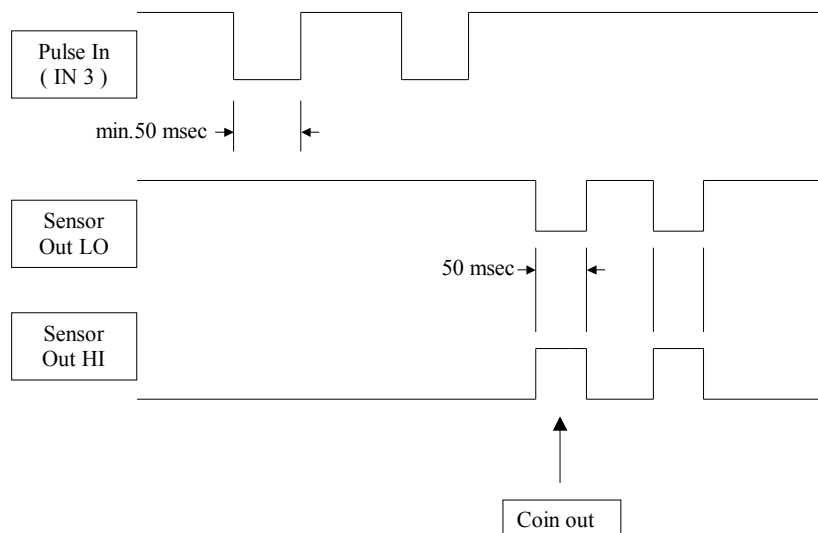 Pulse In
( IN 3 )
min.50 msec
Sensor
Out LO
50 msec
Sensor
Out HI
Coin out